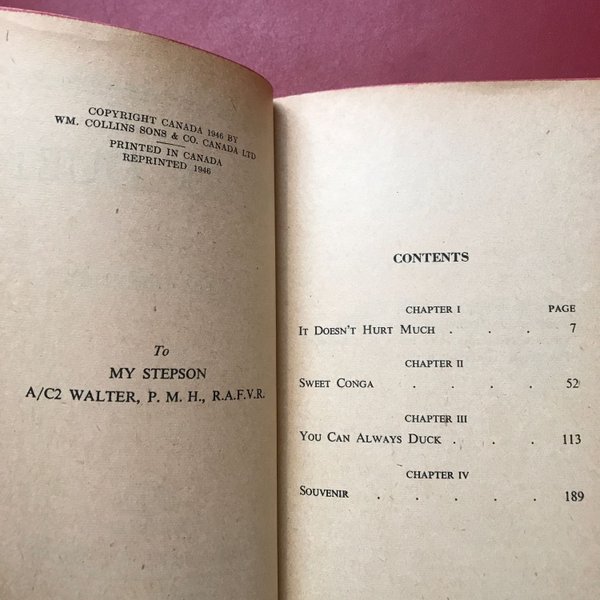 COPYRIGHT CANADA 1946 BY
WM. COLLINS SONS & CO. CANADA LTD
PRINTED IN CANADA
REPRINTED 1946
To
MY STEPSON
A/C2 WALTER, P. M. H., R.A.F.V.R.
CONTENTS
CHAPTER I PAGE
IT DOESN'T HURT MUCH . . . 7
CHAPTER II
SWEET CONGA . . . . 52
CHAPTER III
YOU CAN ALWAYS DUCK . . . 113
CHAPTER IV
SOUVENIR . . . . . 189